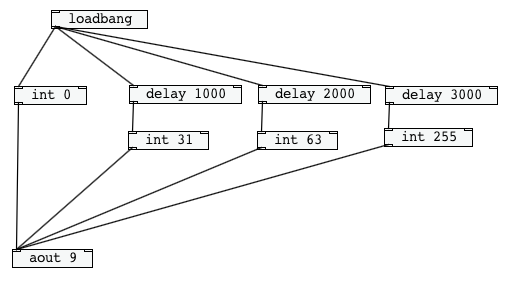 loadbang
int 0
delay 1000
delay 2000
delay 3000
int 31
int 63
int 255
aout 9